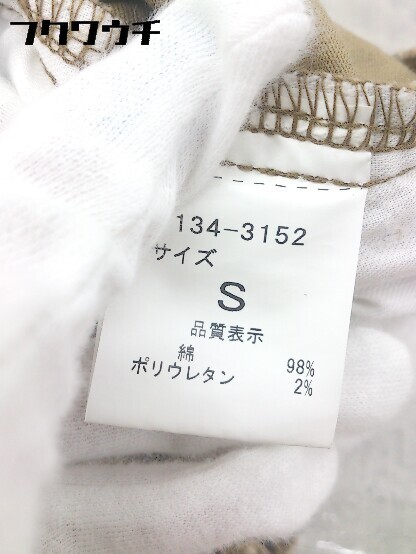 フクワウチ
134-3152
サイズ
S
品質表示
綿 98%
ポリウレタン 2%